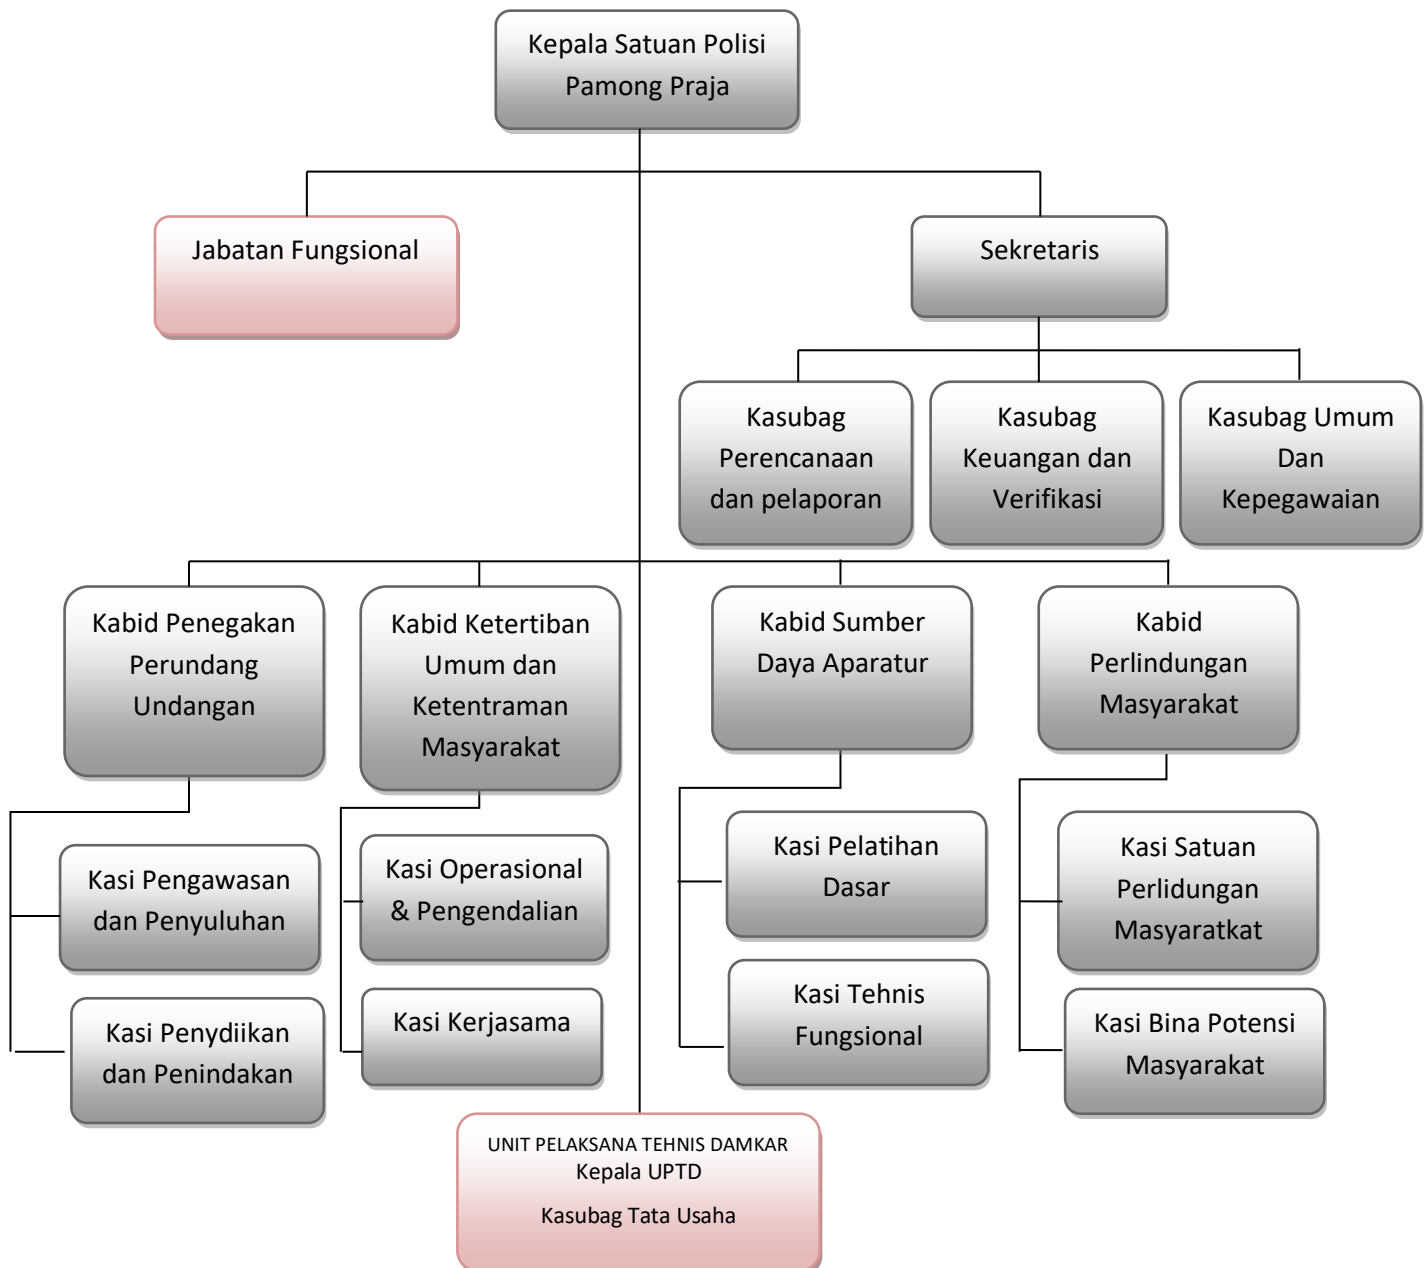 Kepala Satuan Polisi
Pamong Praja
Jabatan Fungsional
Sekretaris
Kasubag
Perencanaan
dan pelaporan
Kasubag
Keuangan dan
Verifikasi
Kasubag Umum
Dan
Kepegawaian
Kabid Penegakan
Perundang
Undangan
Kabid Ketertiban
Umum dan
Ketentraman
Masyarakat
Kabid Sumber
Daya Aparatur
Kabid
Perlindungan
Masyarakat
Kasi Pengawasan
dan Penyuluhan
Kasi Operasional
& Pengendalian
Kasi Pelatihan
Dasar
Kasi Satuan
Perlidungan
Masyaratkat
Kasi Penydiikan
dan Penindakan
Kasi Kerjasama
Kasi Tehnis
Fungsional
Kasi Bina Potensi
Masyarakat
UNIT PELAKSANA TEHNIS DAMKAR
Kepala UPTD
Kasubag Tata Usaha